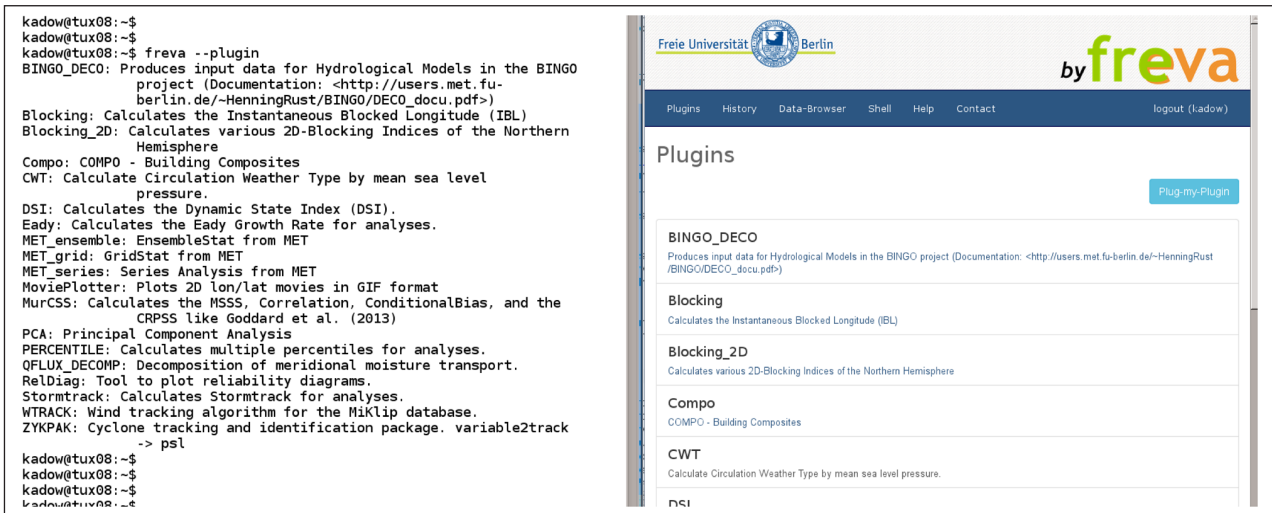 kadow@tux08:~$
kadow@tux08:~$
kadow@tux08:~$ freva --plugin
BINGO_DECO: Produces input data for Hydrological Models in the BINGO
project (Documentation: <http://users.met.fu-
berlin.de/~HenningRust/BINGO/DECO_docu.pdf>)
Blocking: Calculates the Instantaneous Blocked Longitude (IBL)
Blocking_2D: Calculates various 2D-Blocking Indices of the Northern
Hemisphere
Compo: COMPO - Building Composites
CWT: Calculate Circulation Weather Type by mean sea level
pressure.
DSI: Calculates the Dynamic State Index (DSI).
Eady: Calculates the Eady Growth Rate for analyses.
MET_ensemble: EnsembleStat from MET
MET_grid: GridStat from MET
MET_series: Series Analysis from MET
MoviePlotter: Plots 2D lon/lat movies in GIF format
MurCSS: Calculates the MSSS, Correlation, ConditionalBias, and the
CRPSS like Goddard et al. (2013)
PCA: Principal Component Analysis
PERCENTILE: Calculates multiple percentiles for analyses.
QFLUX_DECOMP: Decomposition of meridional moisture transport.
RelDiag: Tool to plot reliability diagrams.
Stormtrack: Calculates Stormtrack for analyses.
WTRACK: Wind tracking algorithm for the MiKlip database.
ZYKPAK: Cyclone tracking and identification package. variable2track
-> psl
kadow@tux08:~$
kadow@tux08:~$
kadow@tux08:~$
kadow@tux08:~$
Freie Universität Berlin
by freva
Plugins History Data-Browser Shell Help Contact logout (kadow)
Plugins
Plug-my-Plugin
BINGO_DECO
Produces input data for Hydrological Models in the BINGO project (Documentation: <http://users.met.fu-berlin.de/~HenningRust
/BINGO/DECO_docu.pdf>)
Blocking
Calculates the Instantaneous Blocked Longitude (IBL)
Blocking_2D
Calculates various 2D-Blocking Indices of the Northern Hemisphere
Compo
COMPO - Building Composites
CWT
Calculate Circulation Weather Type by mean sea level pressure.
DSI